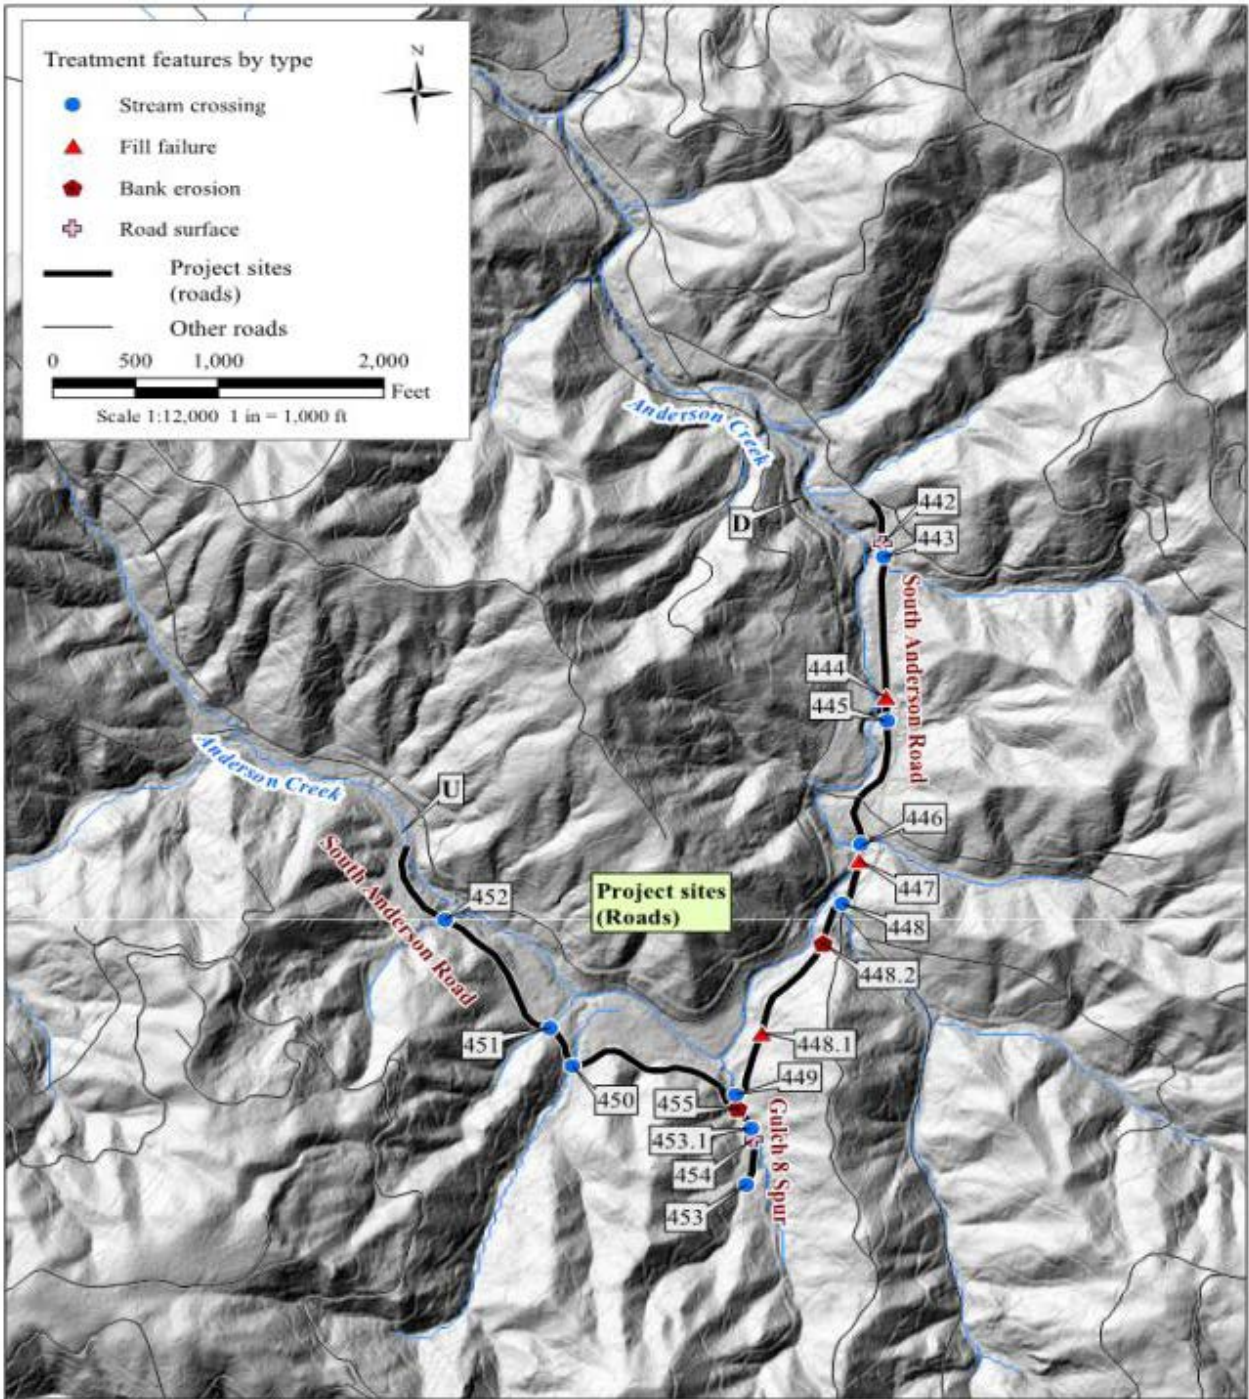 Treatment features by type
N
Stream crossing
Fill failure
Bank erosion
Road surface
Project sites
(roads)
Other roads
0 500 1,000 2,000
Feet
Scale 1:12,000 1 in = 1,000 ft
Anderson Creek
442
D
443
South Anderson Road
444
445
Anderson Creek
U
446
South Anderson Road
447
452
Project sites
(Roads)
448
448.2
451
448.1
450
449
455
Gulch 8 Spur
453.1
454
453